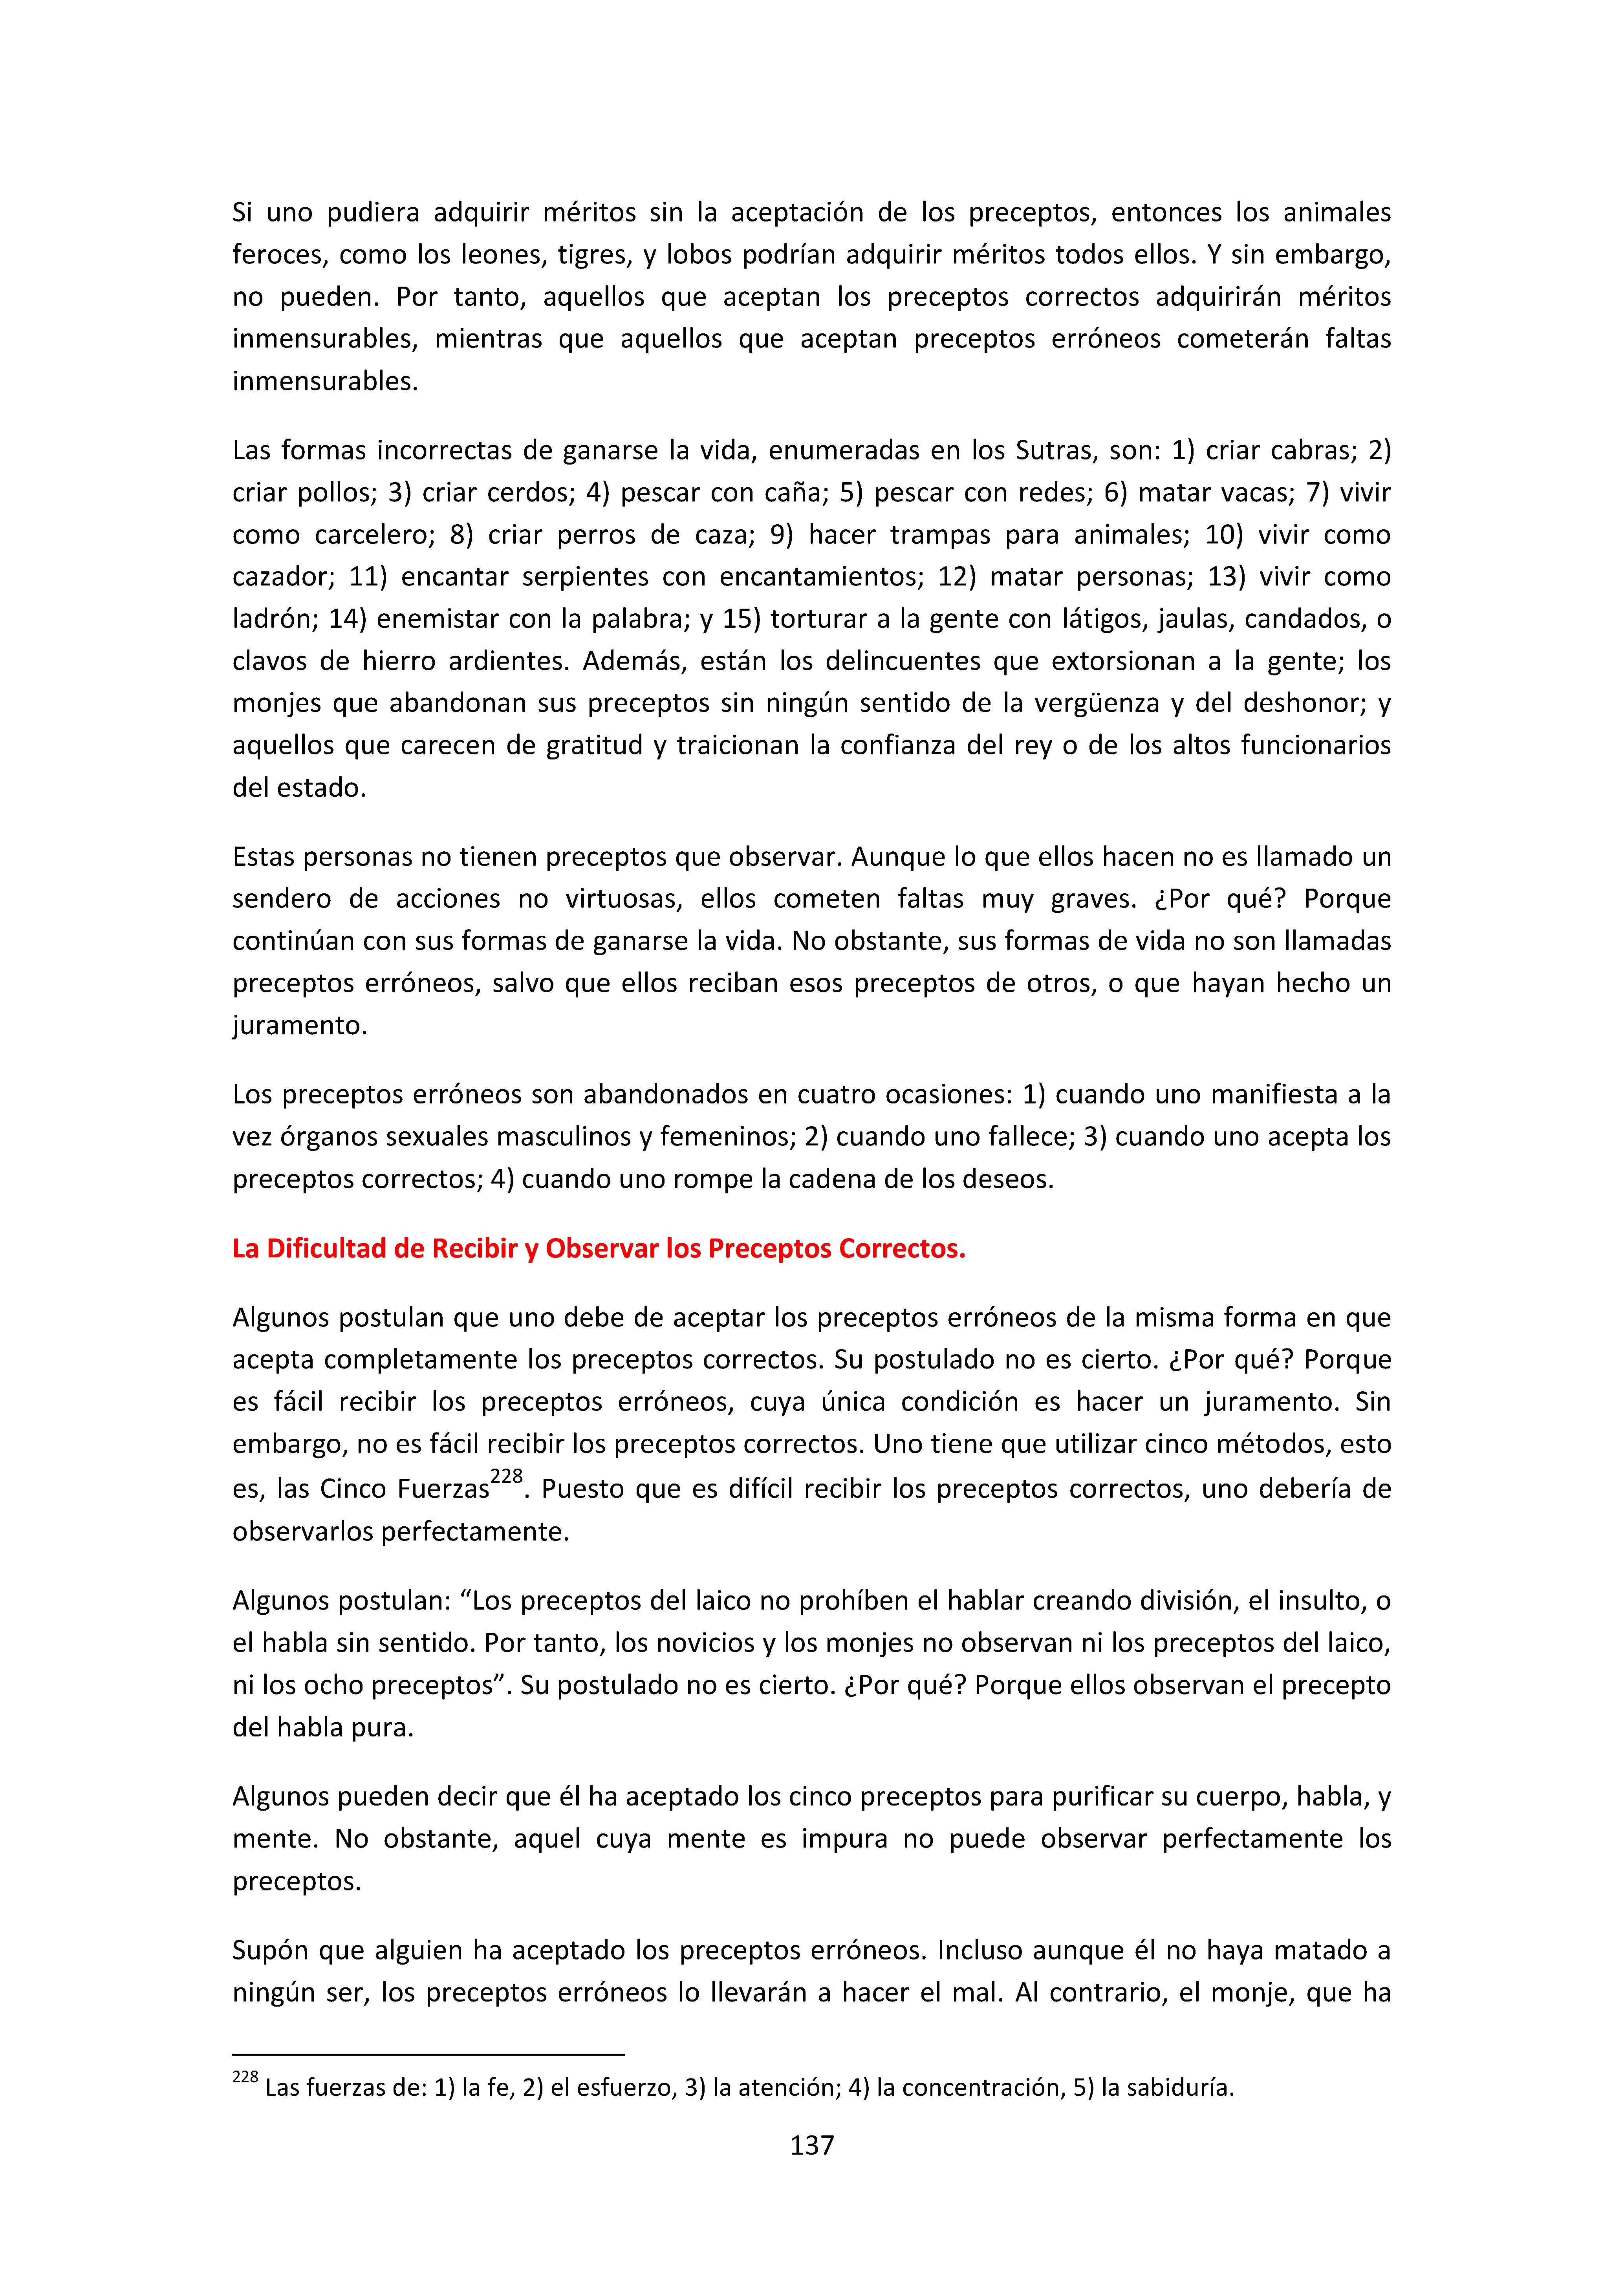 Si uno pudiera adquirir méritos sin la aceptación de los preceptos, entonces los animales
feroces, como los leones, tigres, y lobos podrían adquirir méritos todos ellos. Y sin embargo,
no pueden. Por tanto, aquellos que aceptan los preceptos correctos adquirirán méritos
inmensurables, mientras que aquellos que aceptan preceptos erróneos cometerán faltas
inmensurables.
Las formas incorrectas de ganarse la vida, enumeradas en los Sutras, son: 1) criar cabras; 2)
criar pollos; 3) criar cerdos; 4) pescar con caña; 5) pescar con redes; 6) matar vacas; 7) vivir
como carcelero; 8) criar perros de caza; 9) hacer trampas para animales; 10) vivir como
cazador; 11) encantar serpientes con encantamientos; 12) matar personas; 13) vivir como
ladrón; 14) enemistar con la palabra; y 15) torturar a la gente con látigos, jaulas, candados, o
clavos de hierro ardientes. Además, están los delincuentes que extorsionan a la gente; los
monjes que abandonan sus preceptos sin ningún sentido de la vergüenza y del deshonor; y
aquellos que carecen de gratitud y traicionan la confianza del rey o de los altos funcionarios
del estado.
Estas personas no tienen preceptos que observar. Aunque lo que ellos hacen no es llamado un
sendero de acciones no virtuosas, ellos cometen faltas muy graves. ¿Por qué? Porque
continúan con sus formas de ganarse la vida. No obstante, sus formas de vida no son llamadas
preceptos erróneos, salvo que ellos reciban esos preceptos de otros, o que hayan hecho un
juramento.
Los preceptos erróneos son abandonados en cuatro ocasiones: 1) cuando uno manifiesta a la
vez órganos sexuales masculinos y femeninos; 2) cuando uno fallece; 3) cuando uno acepta los
preceptos correctos; 4) cuando uno rompe la cadena de los deseos.
La Dificultad de Recibir y Observar los Preceptos Correctos.
Algunos postulan que uno debe de aceptar los preceptos erróneos de la misma forma en que
acepta completamente los preceptos correctos. Su postulado no es cierto. ¿Por qué? Porque
es fácil recibir los preceptos erróneos, cuya única condición es hacer un juramento. Sin
embargo, no es fácil recibir los preceptos correctos. Uno tiene que utilizar cinco métodos, esto
es, las Cinco Fuerzas228. Puesto que es difícil recibir los preceptos correctos, uno debería de
observarlos perfectamente.
Algunos postulan: “Los preceptos del laico no prohíben el hablar creando división, el insulto, o
el habla sin sentido. Por tanto, los novicios y los monjes no observan ni los preceptos del laico,
ni los ocho preceptos”. Su postulado no es cierto. ¿Por qué? Porque ellos observan el precepto
del habla pura.
Algunos pueden decir que él ha aceptado los cinco preceptos para purificar su cuerpo, habla, y
mente. No obstante, aquel cuya mente es impura no puede observar perfectamente los
preceptos.
Supón que alguien ha aceptado los preceptos erróneos. Incluso aunque él no haya matado a
ningún ser, los preceptos erróneos lo llevarán a hacer el mal. Al contrario, el monje, que ha
228 Las fuerzas de: 1) la fe, 2) el esfuerzo, 3) la atención; 4) la concentración, 5) la sabiduría.
137